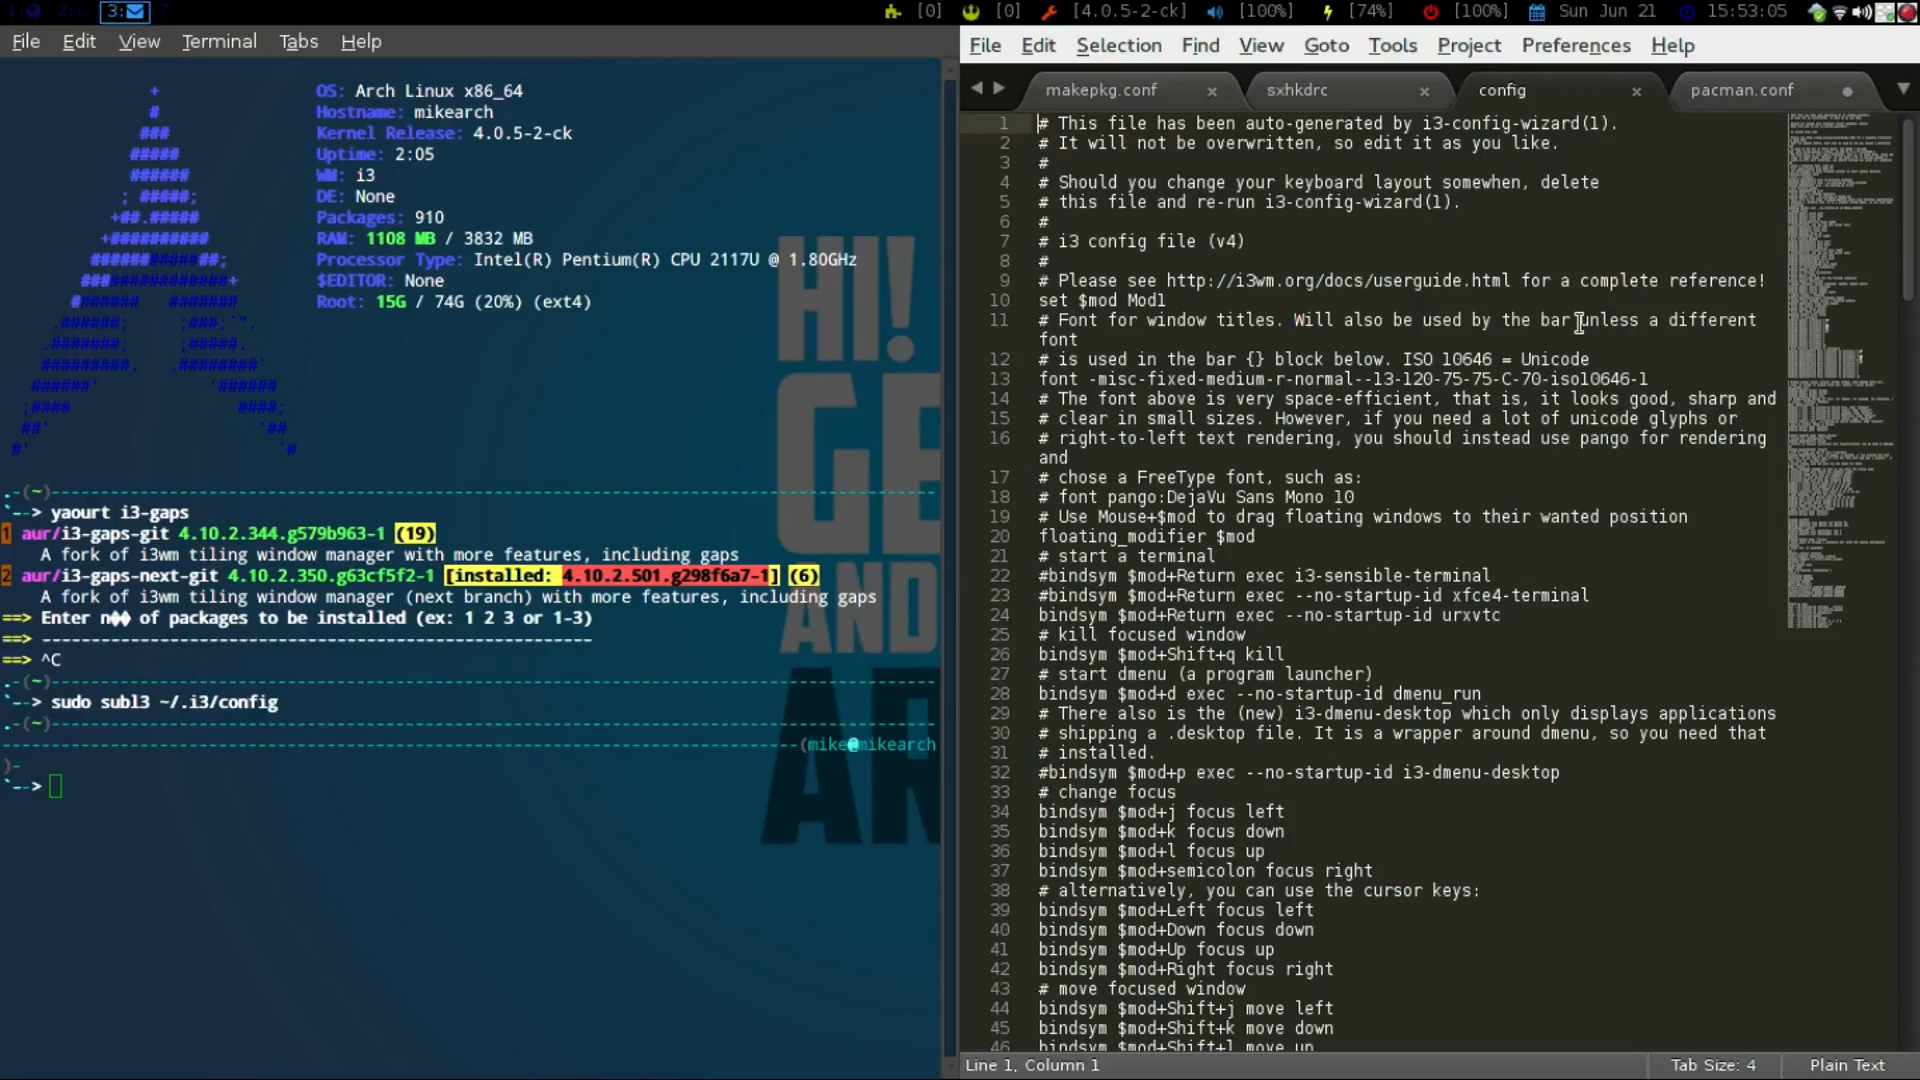 3:
[0]
[0]
[4.0.5-2-ck]
[100%]
[74%]
[100%]
Sun Jun 21
15:53:05
File Edit View Terminal Tabs Help
OS: Arch Linux x86_64
Hostname: mikearch
Kernel Release: 4.0.5-2-ck
Uptime: 2:05
WM: i3
DE: None
Packages: 910
RAM: 1108 MB / 3832 MB
Processor Type: Intel(R) Pentium(R) CPU 2117U @ 1.80GHz
$EDITOR: None
Root: 15G / 74G (20%) (ext4)
HI!
GE
AND
AR
.-(~)
`--> yaourt i3-gaps
1 aur/i3-gaps-git 4.10.2.344.g579b963-1 (19)
A fork of i3wm tiling window manager with more features, including gaps
2 aur/i3-gaps-next-git 4.10.2.350.g63cf5f2-1 [installed: 4.10.2.501.g298f6a7-1] (6)
A fork of i3wm tiling window manager (next branch) with more features, including gaps
==> Enter n�� of packages to be installed (ex: 1 2 3 or 1-3)
==> -------------------------------------------------------
==> ^C
.-(~)
`--> sudo subl3 ~/.i3/config
.-(~)
(mike@mikearch
)-
`-->
File Edit Selection Find View Goto Tools Project Preferences Help
makepkg.conf
sxhkdrc
config
pacman.conf
1 # This file has been auto-generated by i3-config-wizard(1).
2 # It will not be overwritten, so edit it as you like.
3 #
4 # Should you change your keyboard layout somewhen, delete
5 # this file and re-run i3-config-wizard(1).
6 #
7 # i3 config file (v4)
8 #
9 # Please see http://i3wm.org/docs/userguide.html for a complete reference!
10 set $mod Mod1
11 # Font for window titles. Will also be used by the bar unless a different
font
12 # is used in the bar {} block below. ISO 10646 = Unicode
13 font -misc-fixed-medium-r-normal--13-120-75-75-C-70-iso10646-1
14 # The font above is very space-efficient, that is, it looks good, sharp and
15 # clear in small sizes. However, if you need a lot of unicode glyphs or
16 # right-to-left text rendering, you should instead use pango for rendering
and
17 # chose a FreeType font, such as:
18 # font pango:DejaVu Sans Mono 10
19 # Use Mouse+$mod to drag floating windows to their wanted position
20 floating_modifier $mod
21 # start a terminal
22 #bindsym $mod+Return exec i3-sensible-terminal
23 #bindsym $mod+Return exec --no-startup-id xfce4-terminal
24 bindsym $mod+Return exec --no-startup-id urxvtc
25 # kill focused window
26 bindsym $mod+Shift+q kill
27 # start dmenu (a program launcher)
28 bindsym $mod+d exec --no-startup-id dmenu_run
29 # There also is the (new) i3-dmenu-desktop which only displays applications
30 # shipping a .desktop file. It is a wrapper around dmenu, so you need that
31 # installed.
32 #bindsym $mod+p exec --no-startup-id i3-dmenu-desktop
33 # change focus
34 bindsym $mod+j focus left
35 bindsym $mod+k focus down
36 bindsym $mod+l focus up
37 bindsym $mod+semicolon focus right
38 # alternatively, you can use the cursor keys:
39 bindsym $mod+Left focus left
40 bindsym $mod+Down focus down
41 bindsym $mod+Up focus up
42 bindsym $mod+Right focus right
43 # move focused window
44 bindsym $mod+Shift+j move left
45 bindsym $mod+Shift+k move down
46 bindsym $mod+Shift+l move up
Line 1, Column 1
Tab Size: 4
Plain Text